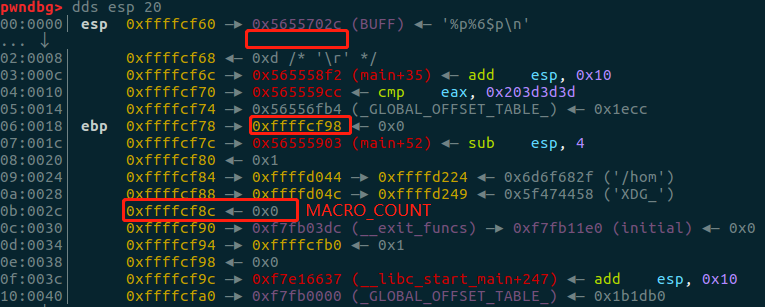 pwndbg> dds esp 20
00:0000│ esp 0xffffcf60 —▸ 0x5655702c (BUFF) ◂— '%p%6$p\n'
... ↓
02:0008│ 0xffffcf68 ◂— 0xd /* '\r' */
03:000c│ 0xffffcf6c —▸ 0x565558f2 (main+35) ◂— add esp, 0x10
04:0010│ 0xffffcf70 —▸ 0x565559cc ◂— cmp eax, 0x203d3d3d
05:0014│ 0xffffcf74 —▸ 0x56556fb4 (_GLOBAL_OFFSET_TABLE_) ◂— 0x1ecc
06:0018│ ebp 0xffffcf78 —▸ 0xffffcf98 ◂— 0x0
07:001c│ 0xffffcf7c —▸ 0x56555903 (main+52) ◂— sub esp, 4
08:0020│ 0xffffcf80 ◂— 0x1
09:0024│ 0xffffcf84 —▸ 0xffffd044 —▸ 0xffffd224 ◂— 0x6d6f682f ('/hom')
0a:0028│ 0xffffcf88 —▸ 0xffffd04c —▸ 0xffffd249 ◂— 0x5f474458 ('XDG_')
0b:002c│ 0xffffcf8c ◂— 0x0 MACRO_COUNT
0c:0030│ 0xffffcf90 —▸ 0xf7fb03dc (__exit_funcs) —▸ 0xf7fb11e0 (initial) ◂— 0x0
0d:0034│ 0xffffcf94 —▸ 0xffffcfb0 ◂— 0x1
0e:0038│ 0xffffcf98 ◂— 0x0
0f:003c│ 0xffffcf9c —▸ 0xf7e16637 (__libc_start_main+247) ◂— add esp, 0x10
10:0040│ 0xffffcfa0 —▸ 0xf7fb0000 (_GLOBAL_OFFSET_TABLE_) ◂— 0x1b1db0